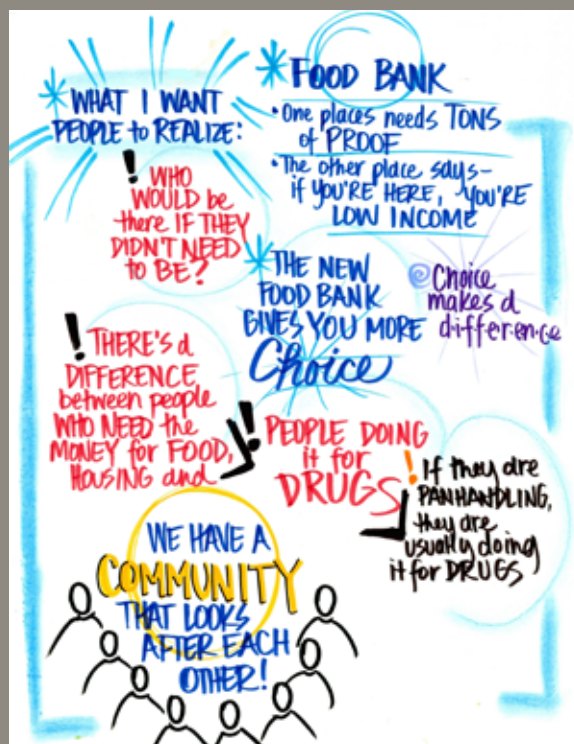 WHAT I WANT
PEOPLE to REALIZE:
! WHO
WOULD be
there IF THEY
DIDN'T NEED
to BE?
FOOD BANK
• One places needs TONS
of PROOF
• The other place says–
if YOU'RE HERE, YOU'RE
LOW INCOME
THE NEW
FOOD BANK
GIVES YOU MORE
Choice
Choice
makes a
difference
! THERE'S a
DIFFERENCE
between people
WHO NEED the
MONEY for FOOD,
HOUSING and
! PEOPLE DOING
it for
DRUGS
! If they are
PANHANDLING,
they are
usually doing
it for DRUGS
WE HAVE A
COMMUNITY
THAT LOOKS
AFTER EACH
OTHER!